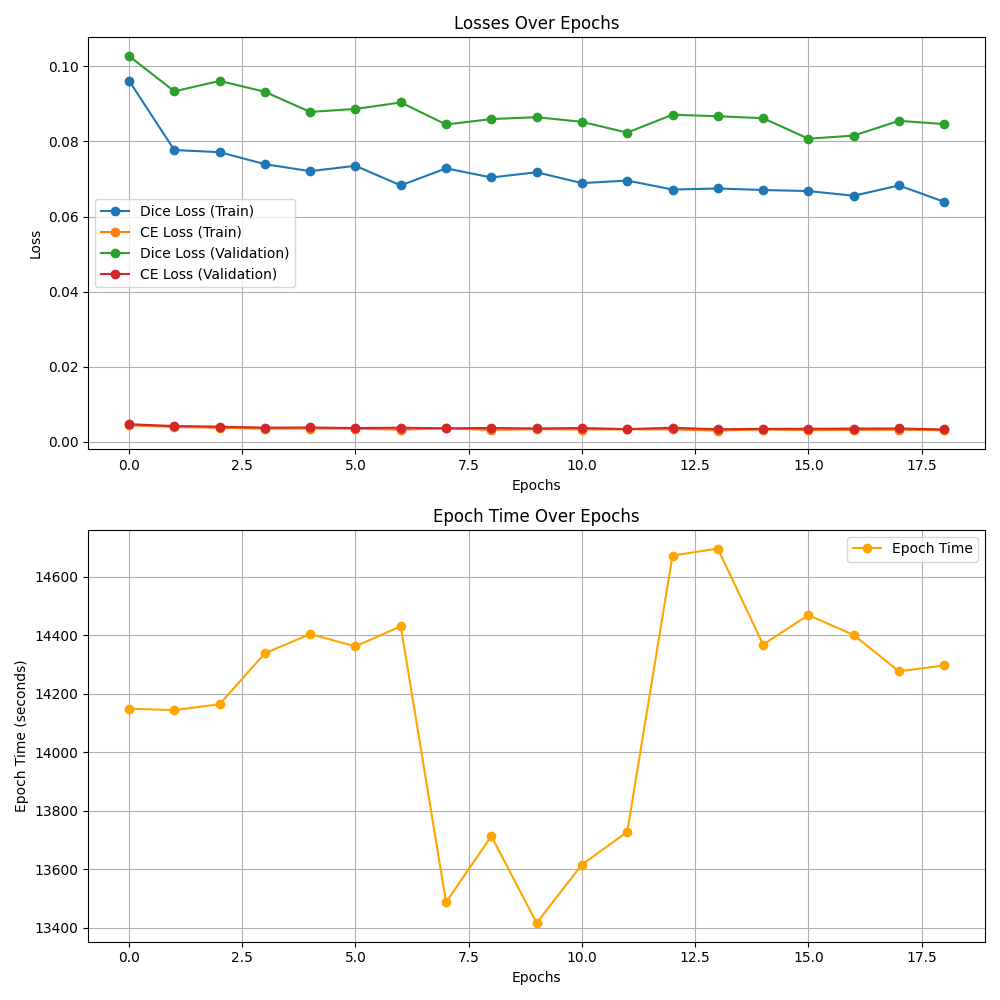 Losses Over Epochs
Loss
0.10
0.08
0.06
0.04
0.02
0.00
Dice Loss (Train)
CE Loss (Train)
Dice Loss (Validation)
CE Loss (Validation)
0.0 2.5 5.0 7.5 10.0 12.5 15.0 17.5
Epochs
Epoch Time Over Epochs
Epoch Time (seconds)
14600
14400
14200
14000
13800
13600
13400
Epoch Time
0.0 2.5 5.0 7.5 10.0 12.5 15.0 17.5
Epochs